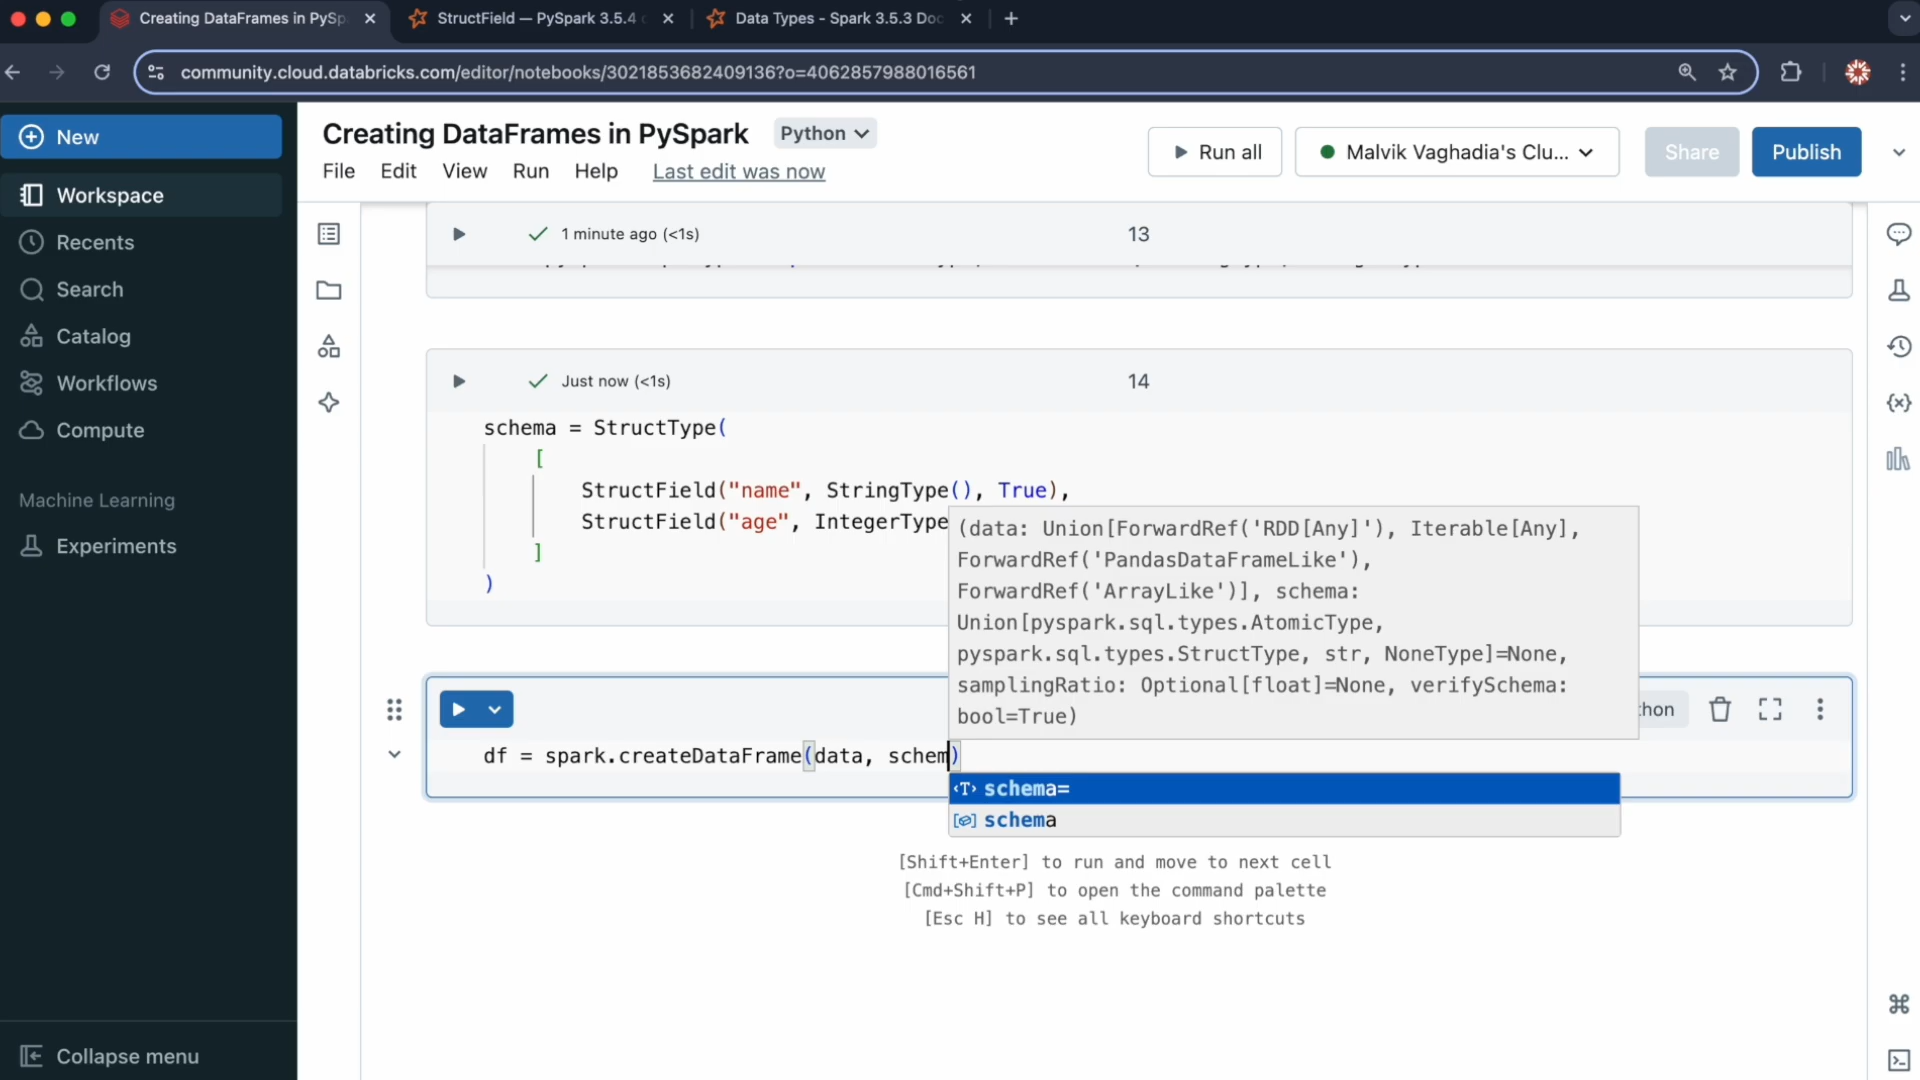 Creating DataFrames in PySp
StructField — PySpark 3.5.4
Data Types - Spark 3.5.3 Doc
community.cloud.databricks.com/editor/notebooks/3021853682409136?o=4062857988016561
New
Workspace
Recents
Search
Catalog
Workflows
Compute
Machine Learning
Experiments
Collapse menu
Creating DataFrames in PySpark
Python
File Edit View Run Help Last edit was now
Run all
Malvik Vaghadia's Clu...
Share
Publish
1 minute ago (<1s)
13
Just now (<1s)
14
schema = StructType(
[
StructField("name", StringType(), True),
StructField("age", IntegerType
]
)
(data: Union[ForwardRef('RDD[Any]'), Iterable[Any],
ForwardRef('PandasDataFrameLike'),
ForwardRef('ArrayLike')], schema:
Union[pyspark.sql.types.AtomicType,
pyspark.sql.types.StructType, str, NoneType]=None,
samplingRatio: Optional[float]=None, verifySchema:
bool=True)
hon
df = spark.createDataFrame(data, schem)
schema=
schema
[Shift+Enter] to run and move to next cell
[Cmd+Shift+P] to open the command palette
[Esc H] to see all keyboard shortcuts